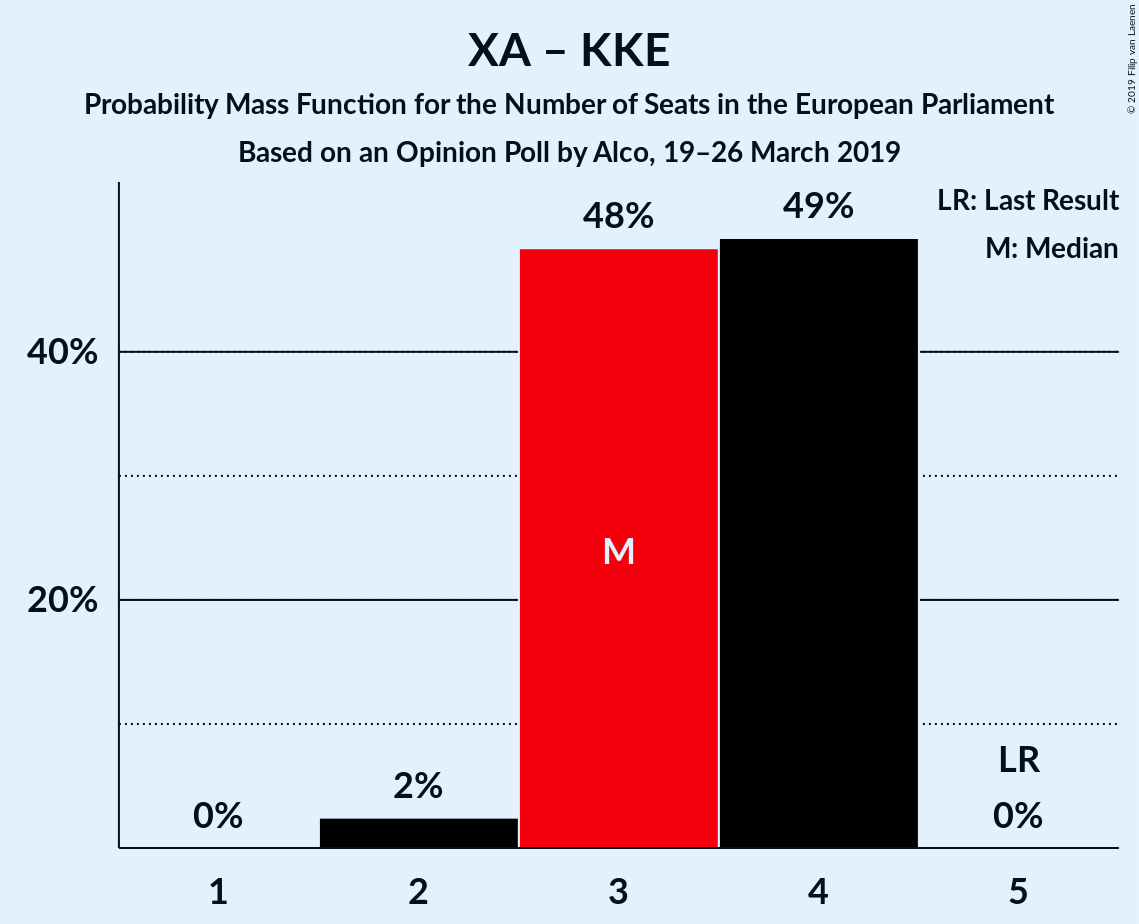 XA – KKE
Probability Mass Function for the Number of Seats in the European Parliament
Based on an Opinion Poll by Alco, 19–26 March 2019
© 2019 Filip van Laenen
LR: Last Result
M: Median
48%
49%
40%
M
20%
LR
2%
0%
0%
1
2
3
4
5